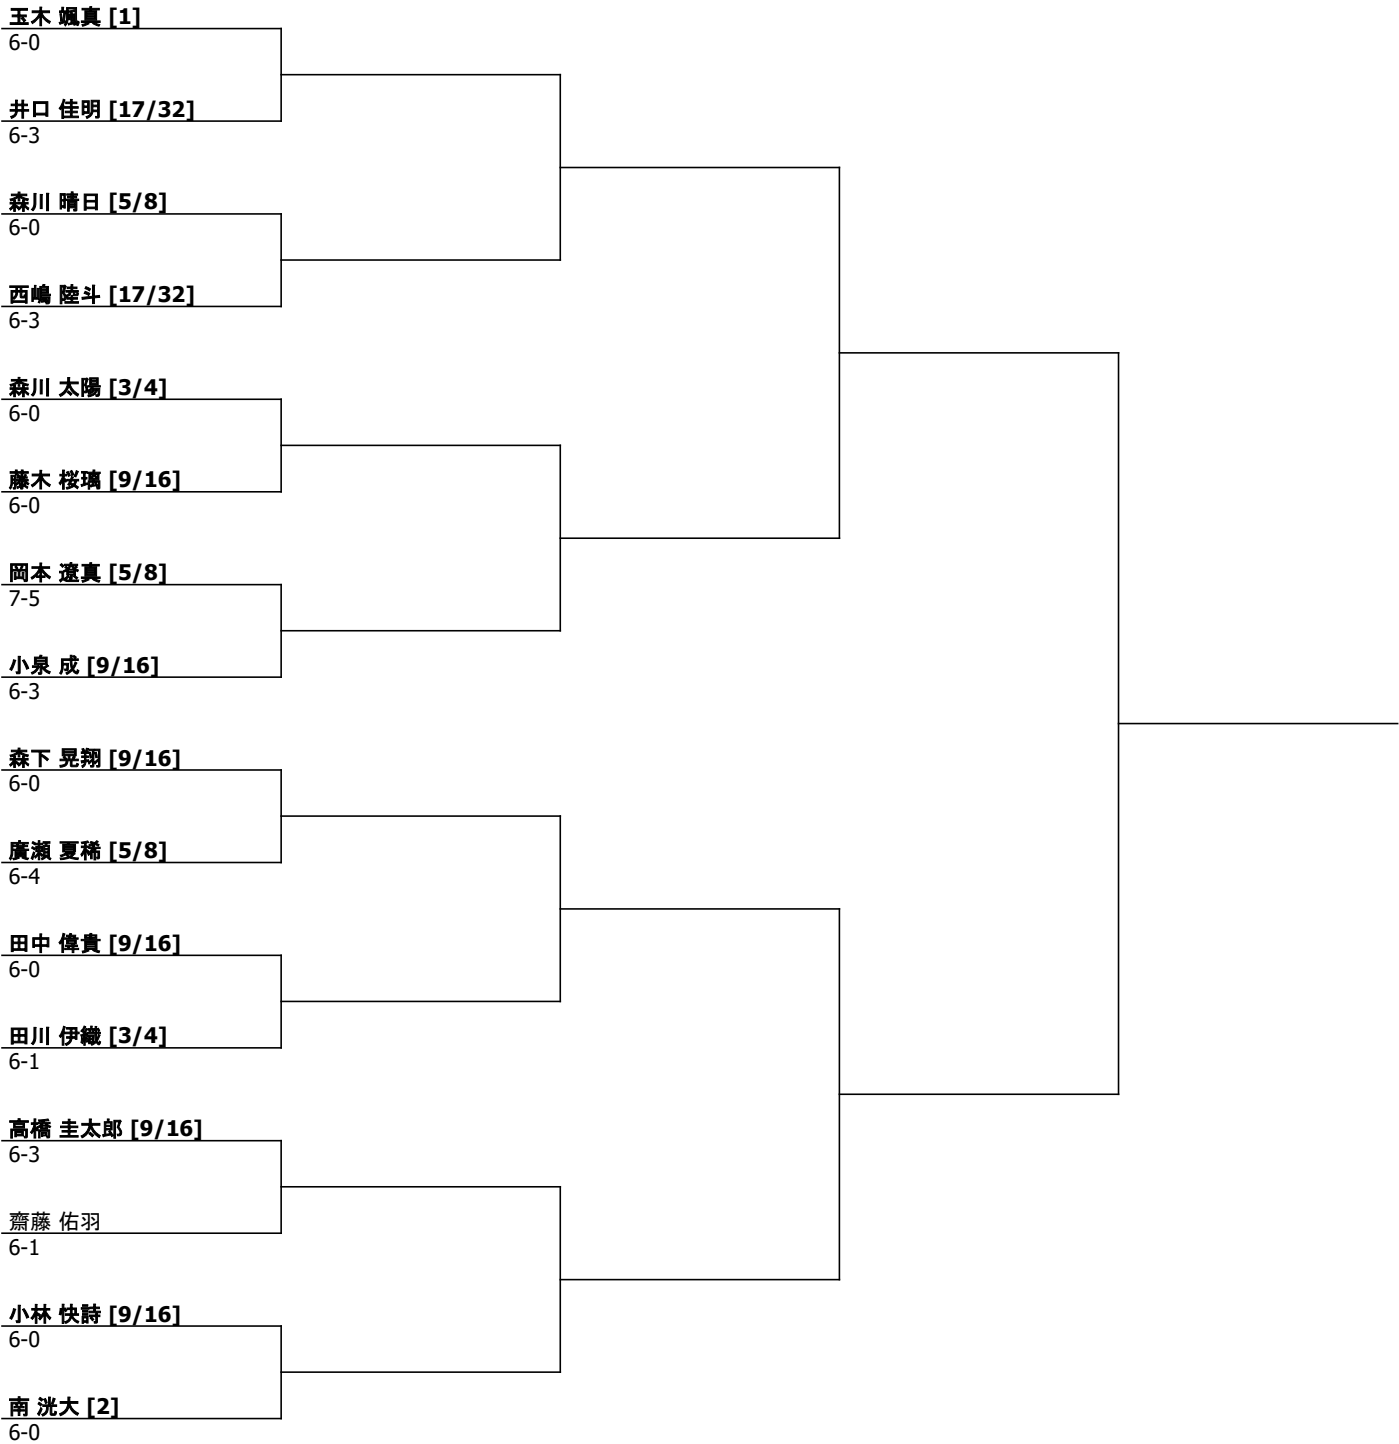 玉木 颯真 [1]
6-0
井口 佳明 [17/32]
6-3
森川 晴日 [5/8]
6-0
西嶋 陸斗 [17/32]
6-3
森川 太陽 [3/4]
6-0
藤木 桜璃 [9/16]
6-0
岡本 遼真 [5/8]
7-5
小泉 成 [9/16]
6-3
森下 晃翔 [9/16]
6-0
廣瀬 夏稀 [5/8]
6-4
田中 偉貴 [9/16]
6-0
田川 伊織 [3/4]
6-1
高橋 圭太郎 [9/16]
6-3
齋藤 佑羽
6-1
小林 快詩 [9/16]
6-0
南 洸大 [2]
6-0